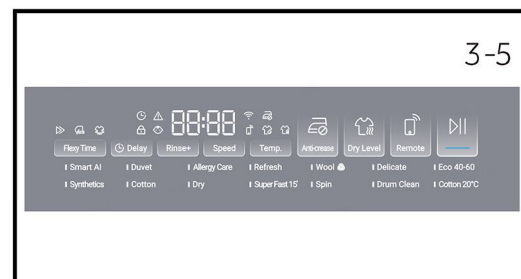 3-5
88:88
Flexy Time Delay Rinse+ Speed Temp. Anti-crease Dry Level Remote
Smart AI Duvet Allergy Care Refresh Wool Delicate Eco 40-60
Synthetics Cotton Dry Super Fast 15' Spin Drum Clean Cotton 20°C